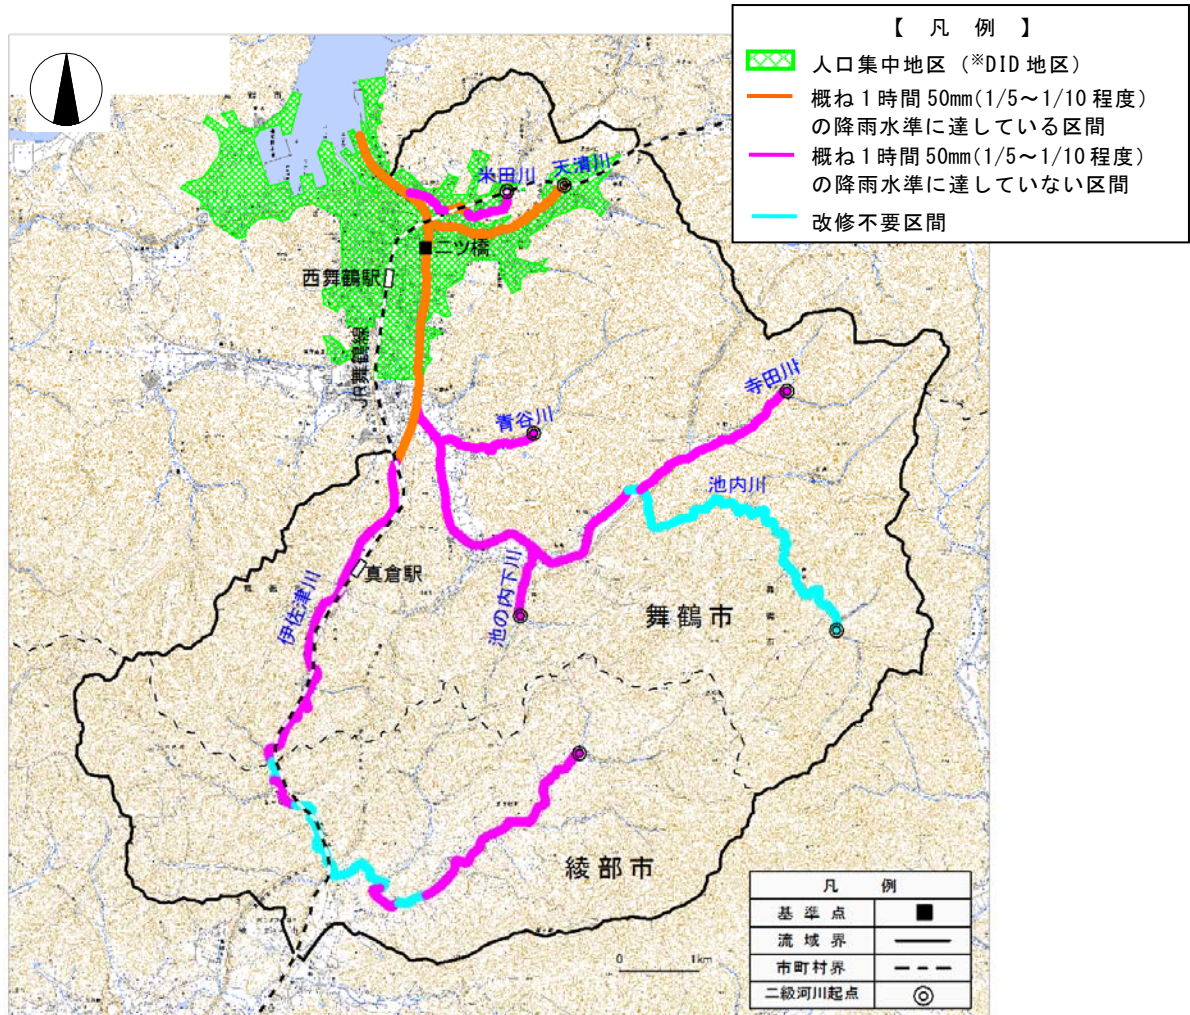 【 凡 例 】
人口集中地区（※DID 地区）
概ね１時間 50mm(1/5～1/10 程度)
の降雨水準に達している区間
概ね１時間 50mm(1/5～1/10 程度)
の降雨水準に達していない区間
改修不要区間
米田川
天清川
二ツ橋
西舞鶴駅
JR舞鶴線
青谷川
寺田川
池内川
真倉駅
伊佐津川
池の内下川
舞鶴市
綾部市
0 1km
凡 例
基準点
流域界
市町村界
二級河川起点